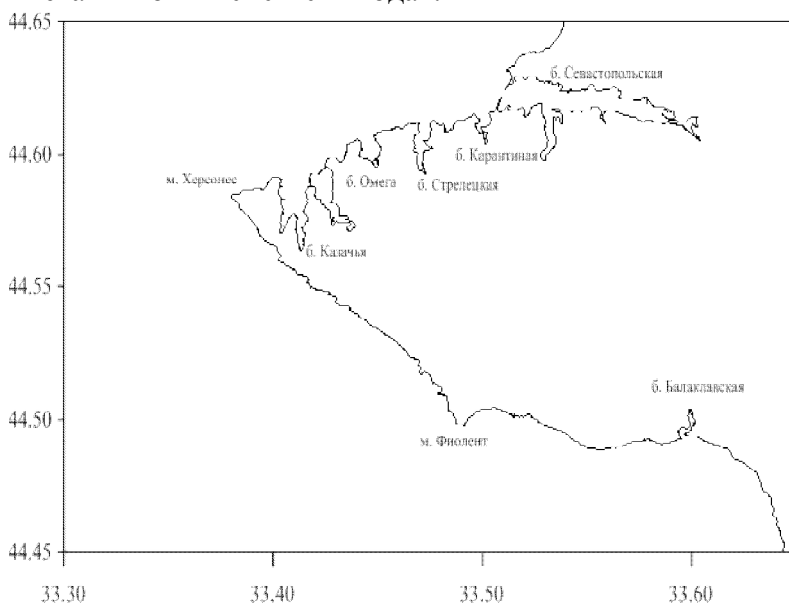 44.65
б. Севастопольская
44.60
б. Карантиная
б. Омега
б. Стрелецкая
м. Херсонес
б. Казачья
44.55
б. Балаклавская
44.50
м. Фиолент
44.45
33.30 33.40 33.50 33.60